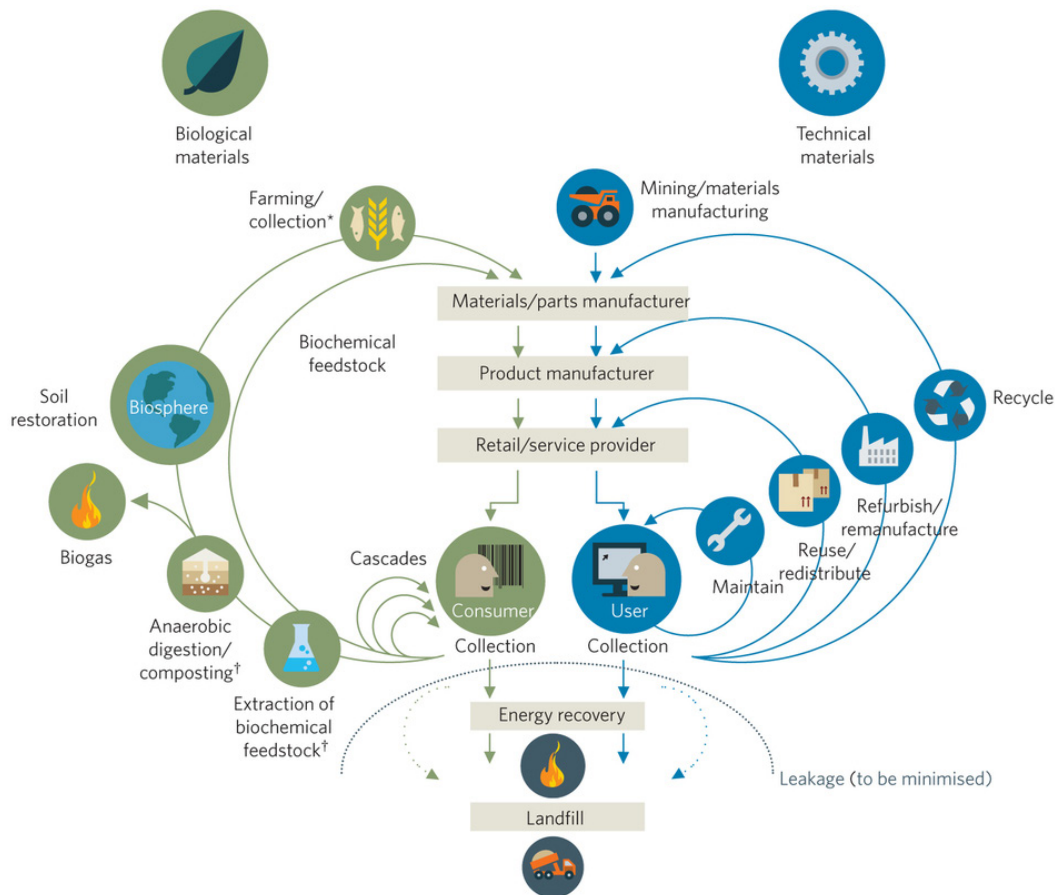 Biological
materials
Technical
materials
Farming/
collection*
Mining/materials
manufacturing
Materials/parts manufacturer
Biochemical
feedstock
Product manufacturer
Soil
restoration
Biosphere
Recycle
Retail/service provider
Refurbish/
remanufacture
Biogas
Reuse/
redistribute
Cascades
Maintain
Consumer
User
Anaerobic
digestion/
composting†
Collection
Collection
Extraction of
biochemical
feedstock†
Energy recovery
Leakage (to be minimised)
Landfill